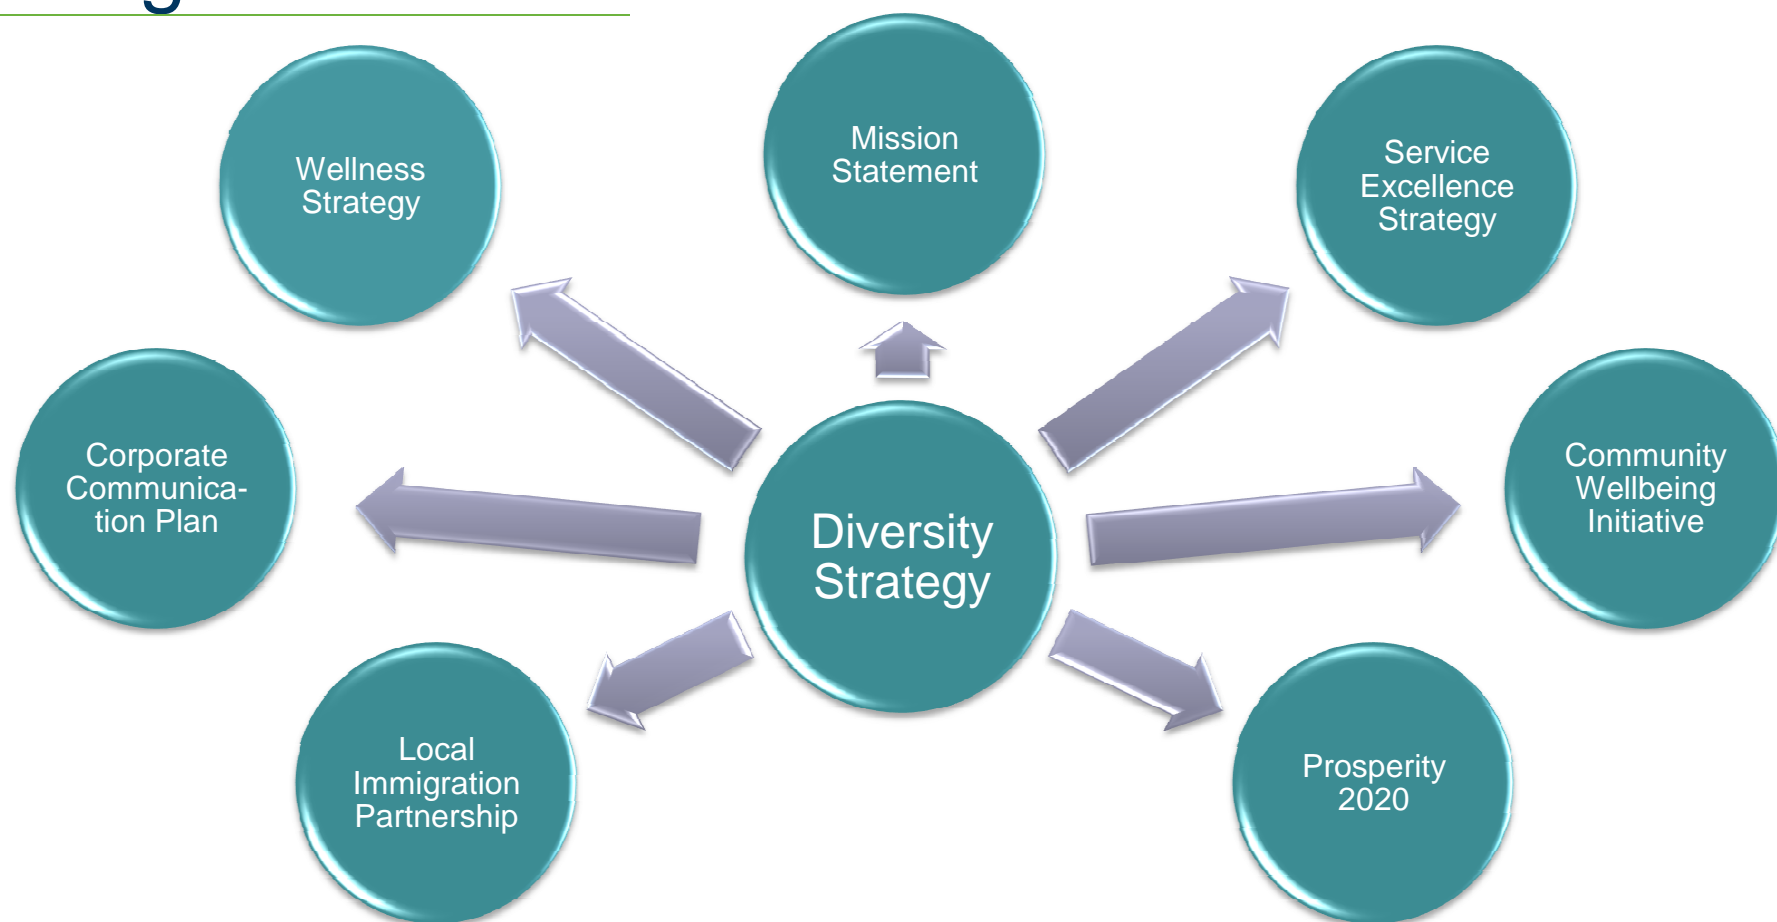 Mission
Statement
Wellness
Strategy
Service
Excellence
Strategy
Corporate
Communica-
tion Plan
Community
Wellbeing
Initiative
Diversity
Strategy
Local
Immigration
Partnership
Prosperity
2020